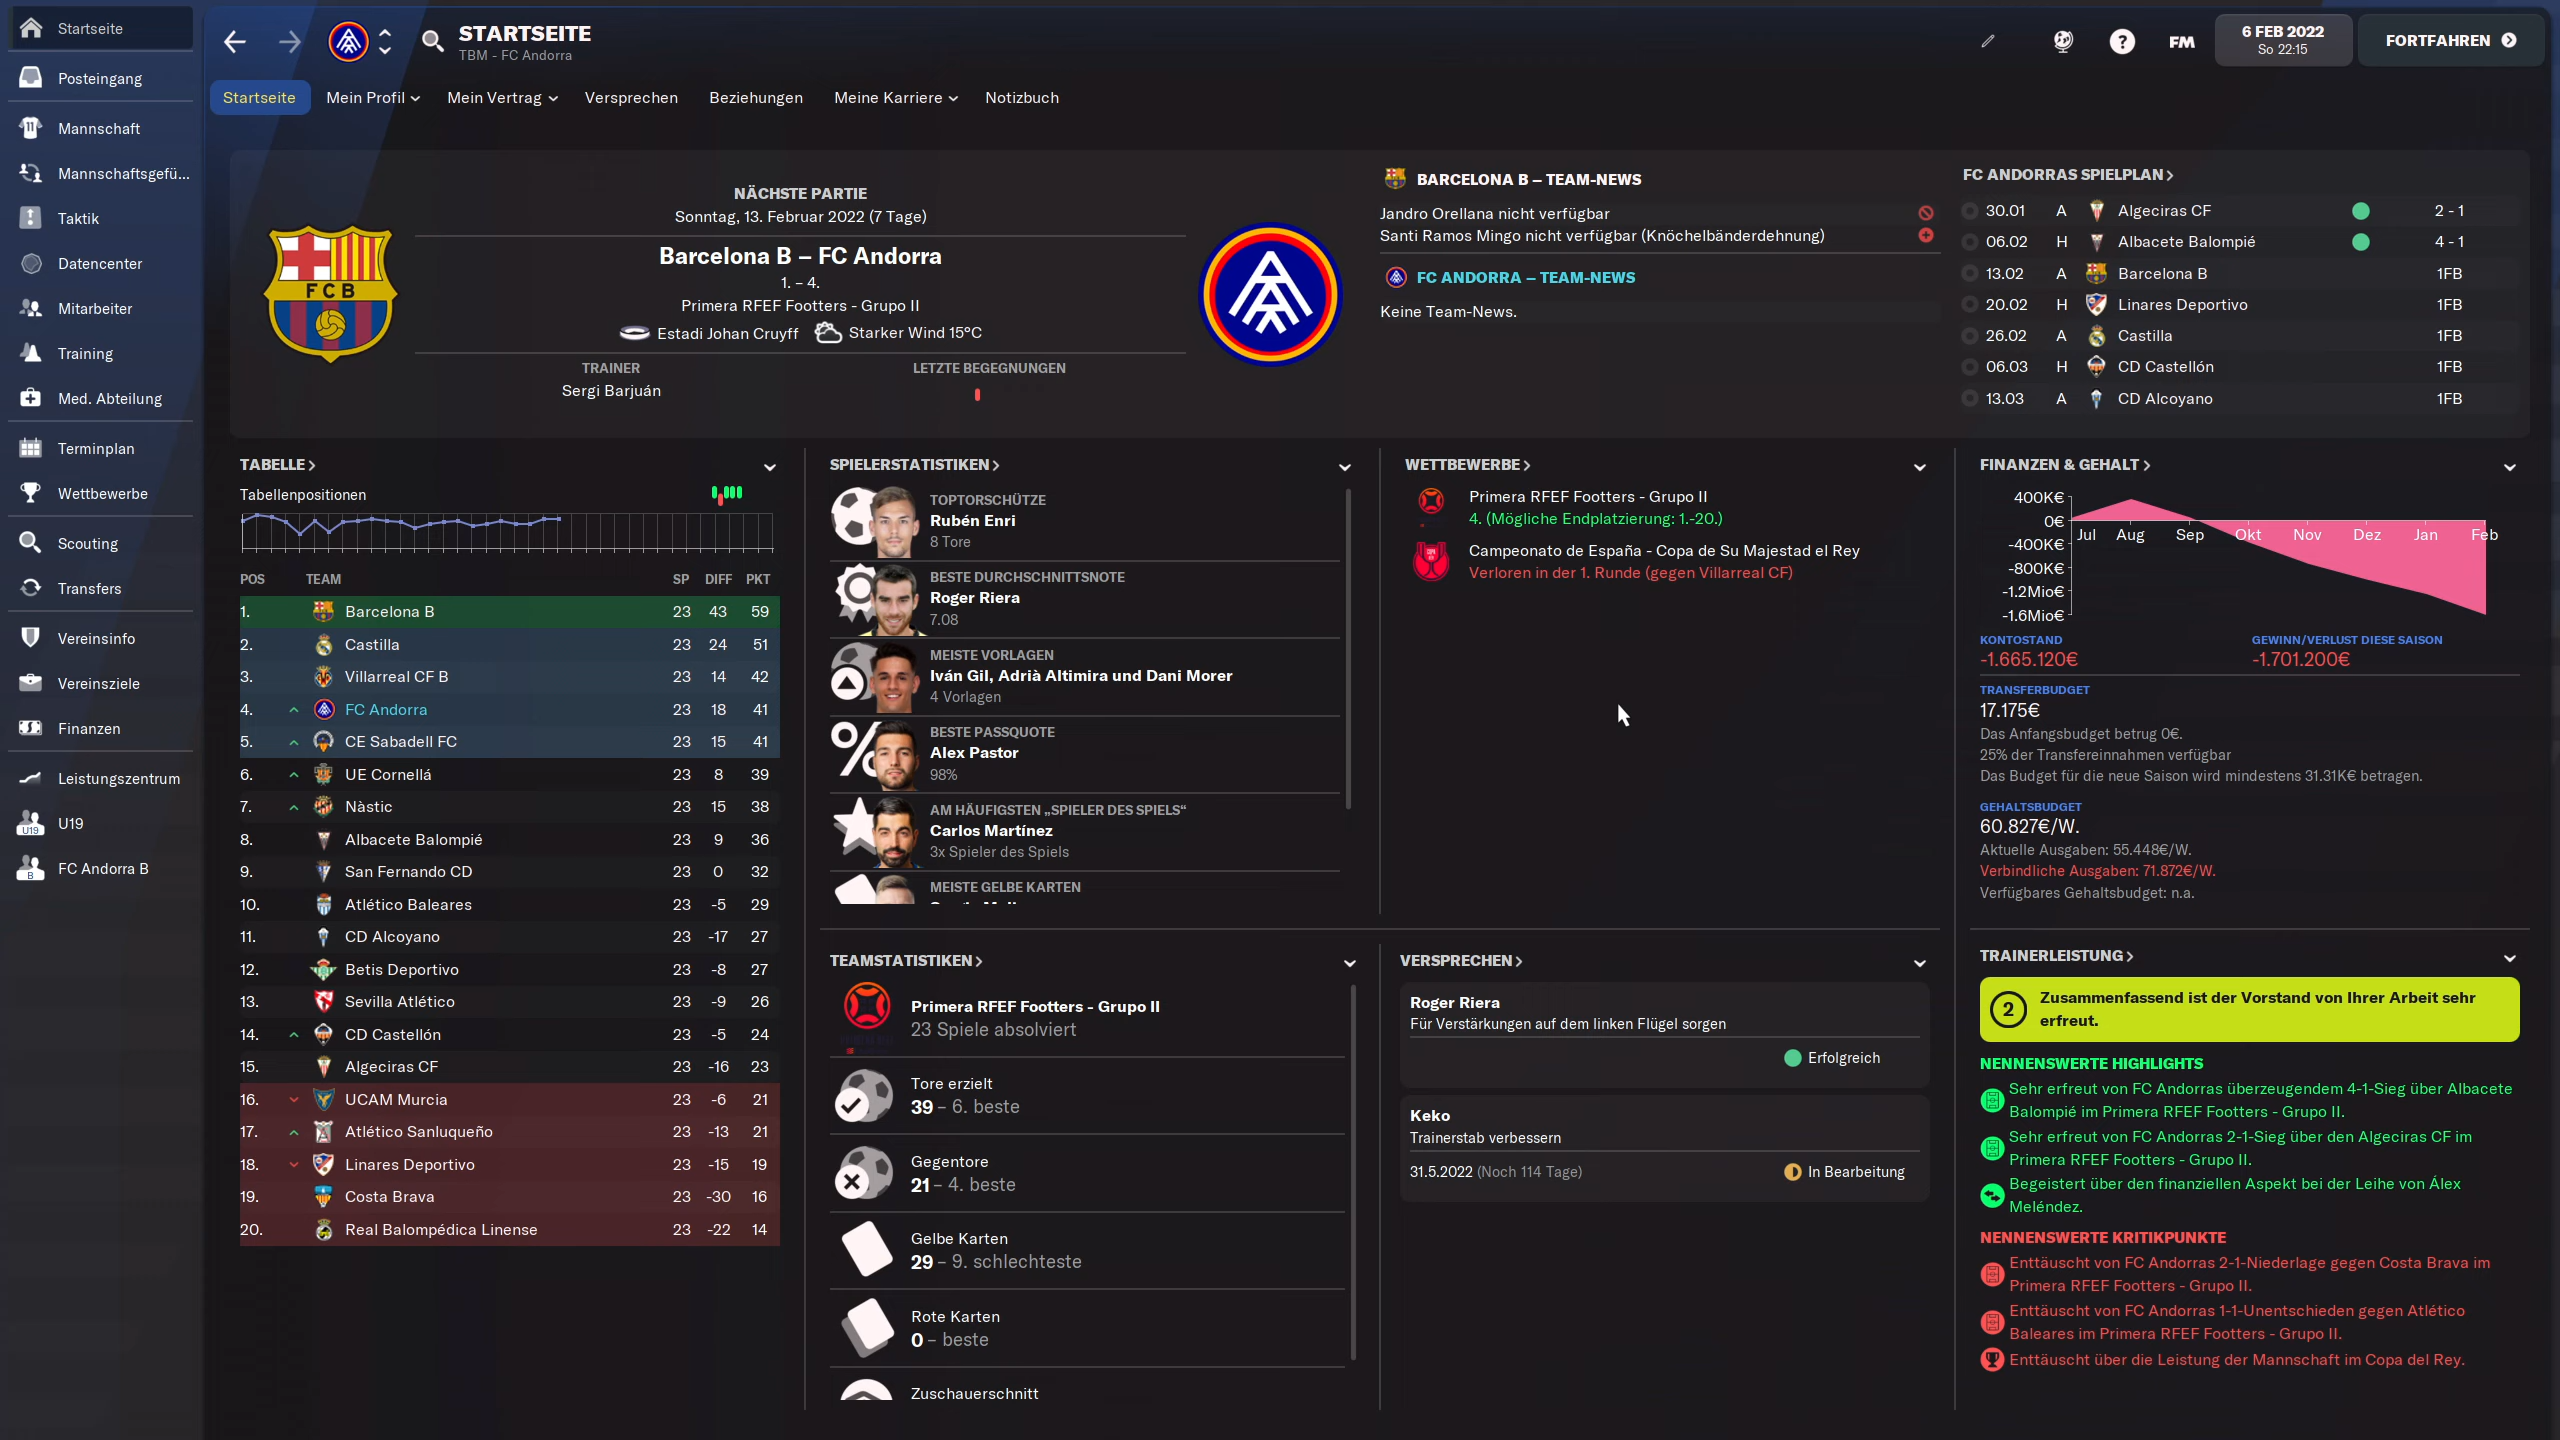 Startseite
Posteingang
Mannschaft
Mannschaftsgefü...
Taktik
Datencenter
Mitarbeiter
Training
Med. Abteilung
Terminplan
Wettbewerbe
Scouting
Transfers
Vereinsinfo
Vereinsziele
Finanzen
Leistungszentrum
U19
FC Andorra B
STARTSEITE
TBM - FC Andorra
FM
6 FEB 2022
So 22:15
FORTFAHREN
Startseite Mein Profil Mein Vertrag Versprechen Beziehungen Meine Karriere Notizbuch
NÄCHSTE PARTIE
Sonntag, 13. Februar 2022 (7 Tage)
Barcelona B – FC Andorra
1. - 4.
Primera RFEF Footters - Grupo II
Estadi Johan Cruyff Starker Wind 15°C
TRAINER
Sergi Barjuán
LETZTE BEGEGNUNGEN
BARCELONA B – TEAM-NEWS
Jandro Orellana nicht verfügbar
Santi Ramos Mingo nicht verfügbar (Knöchelbänderdehnung)
FC ANDORRA – TEAM-NEWS
Keine Team-News.
FC ANDORRAS SPIELPLAN
30.01 A Algeciras CF 2 - 1
06.02 H Albacete Balompié 4 - 1
13.02 A Barcelona B 1FB
20.02 H Linares Deportivo 1FB
26.02 A Castilla 1FB
06.03 H CD Castellón 1FB
13.03 A CD Alcoyano 1FB
TABELLE
Tabellenpositionen
POS TEAM SP DIFF PKT
1. Barcelona B 23 43 59
2. Castilla 23 24 51
3. Villarreal CF B 23 14 42
4. FC Andorra 23 18 41
5. CE Sabadell FC 23 15 41
6. UE Cornellá 23 8 39
7. Nàstic 23 15 38
8. Albacete Balompié 23 9 36
9. San Fernando CD 23 0 32
10. Atlético Baleares 23 -5 29
11. CD Alcoyano 23 -17 27
12. Betis Deportivo 23 -8 27
13. Sevilla Atlético 23 -9 26
14. CD Castellón 23 -5 24
15. Algeciras CF 23 -16 23
16. UCAM Murcia 23 -6 21
17. Atlético Sanluqueño 23 -13 21
18. Linares Deportivo 23 -15 19
19. Costa Brava 23 -30 16
20. Real Balompédica Linense 23 -22 14
SPIELERSTATISTIKEN
TOPTORSCHÜTZE
Rubén Enri
8 Tore
BESTE DURCHSCHNITTSNOTE
Roger Riera
7.08
MEISTE VORLAGEN
Iván Gil, Adrià Altimira und Dani Morer
4 Vorlagen
BESTE PASSQUOTE
Alex Pastor
98%
AM HÄUFIGSTEN „SPIELER DES SPIELS“
Carlos Martínez
3x Spieler des Spiels
MEISTE GELBE KARTEN
TEAMSTATISTIKEN
Primera RFEF Footters - Grupo II
23 Spiele absolviert
Tore erzielt
39 - 6. beste
Gegentore
21 - 4. beste
Gelbe Karten
29 - 9. schlechteste
Rote Karten
0 - beste
Zuschauerschnitt
WETTBEWERBE
Primera RFEF Footters - Grupo II
4. (Mögliche Endplatzierung: 1.-20.)
Campeonato de España - Copa de Su Majestad el Rey
Verloren in der 1. Runde (gegen Villarreal CF)
VERSPRECHEN
Roger Riera
Für Verstärkungen auf dem linken Flügel sorgen
Erfolgreich
Keko
Trainerstab verbessern
31.5.2022 (Noch 114 Tage) In Bearbeitung
FINANZEN & GEHALT
400K€
0€
-400K€
-800K€
-1.2Mio€
-1.6Mio€
Jul Aug Sep Okt Nov Dez Jan Feb
KONTOSTAND
-1.665.120€
GEWINN/VERLUST DIESE SAISON
-1.701.200€
TRANSFERBUDGET
17.175€
Das Anfangsbudget betrug 0€.
25% der Transfereinnahmen verfügbar
Das Budget für die neue Saison wird mindestens 31.31K€ betragen.
GEHALTSBUDGET
60.827€/W.
Aktuelle Ausgaben: 55.448€/W.
Verbindliche Ausgaben: 71.872€/W.
Verfügbares Gehaltsbudget: n.a.
TRAINERLEISTUNG
2
Zusammenfassend ist der Vorstand von Ihrer Arbeit sehr
erfreut.
NENNENSWERTE HIGHLIGHTS
Sehr erfreut von FC Andorras überzeugendem 4-1-Sieg über Albacete
Balompié im Primera RFEF Footters - Grupo II.
Sehr erfreut von FC Andorras 2-1-Sieg über den Algeciras CF im
Primera RFEF Footters - Grupo II.
Begeistert über den finanziellen Aspekt bei der Leihe von Álex
Meléndez.
NENNENSWERTE KRITIKPUNKTE
Enttäuscht von FC Andorras 2-1-Niederlage gegen Costa Brava im
Primera RFEF Footters - Grupo II.
Enttäuscht von FC Andorras 1-1-Unentschieden gegen Atlético
Baleares im Primera RFEF Footters - Grupo II.
Enttäuscht über die Leistung der Mannschaft im Copa del Rey.